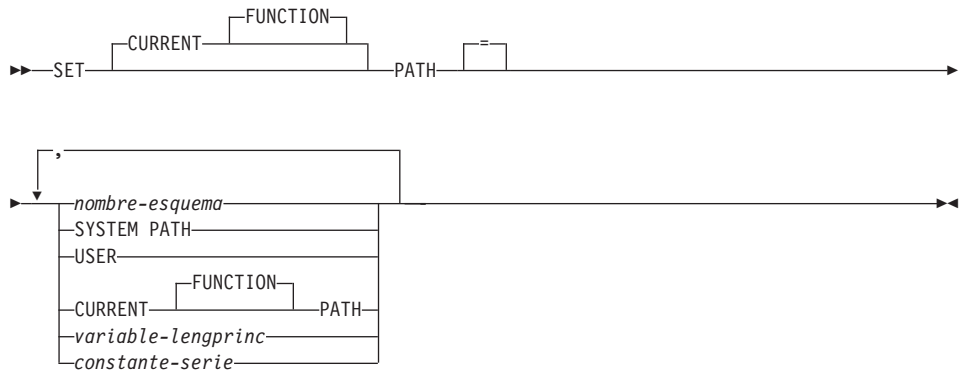 FUNCTION
CURRENT
SET PATH =
,
nombre-esquema
SYSTEM PATH
USER
FUNCTION
CURRENT PATH
variable-lengprinc
constante-serie